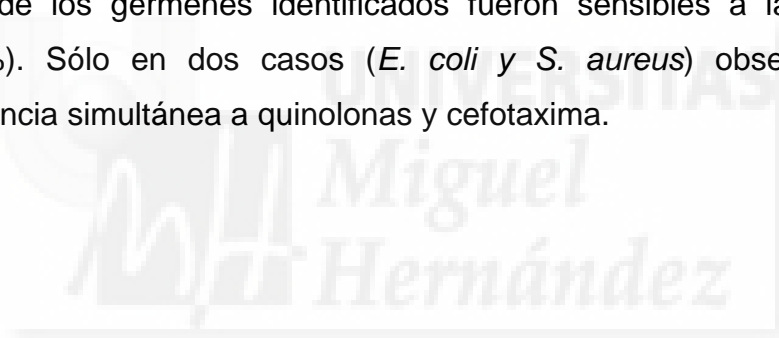 de los gérmenes identificados fueron sensibles a la
). Sólo en dos casos (E. coli y S. aureus) obse
ncia simultánea a quinolonas y cefotaxima.
UNIVERSITAS
Miguel
Hernández